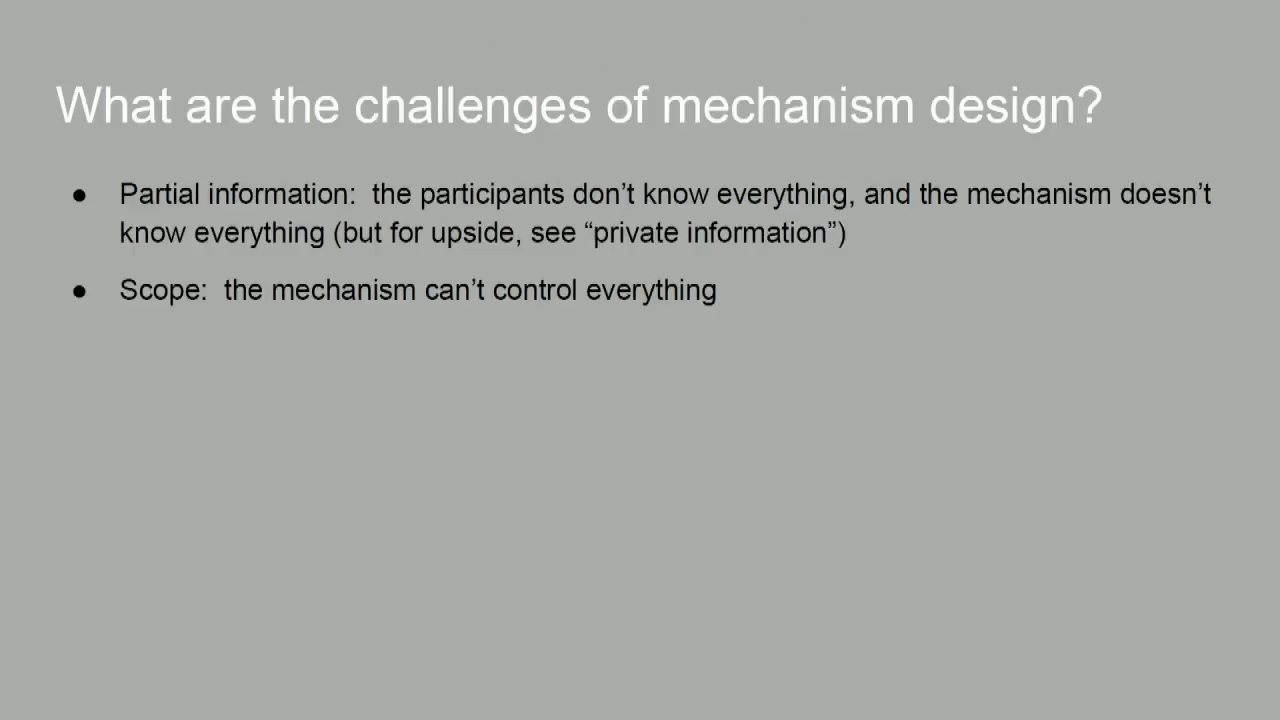 What are the challenges of mechanism design?
● Partial information:  the participants don’t know everything, and the mechanism doesn’t
know everything (but for upside, see “private information”)
● Scope:  the mechanism can’t control everything